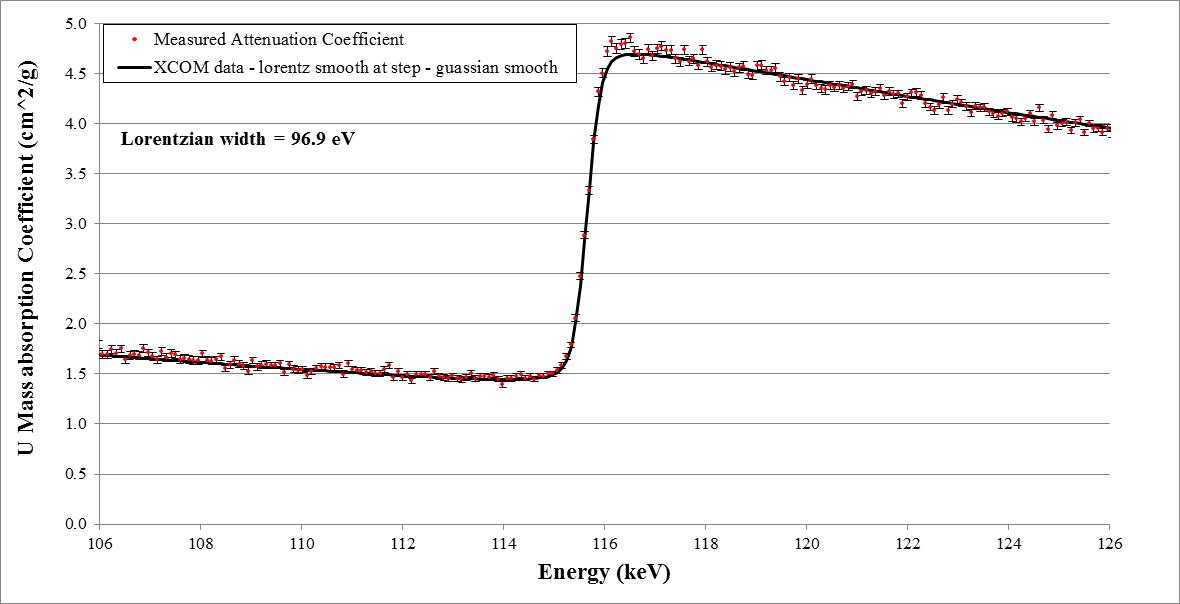 5.0
Measured Attenuation Coefficient
XCOM data - lorentz smooth at step - guassian smooth
4.5
4.0
Lorentzian width = 96.9 eV
3.5
3.0
2.5
2.0
1.5
1.0
0.5
0.0
U Mass absorption Coefficient (cm^2/g)
106 108 110 112 114 116 118 120 122 124 126
Energy (keV)